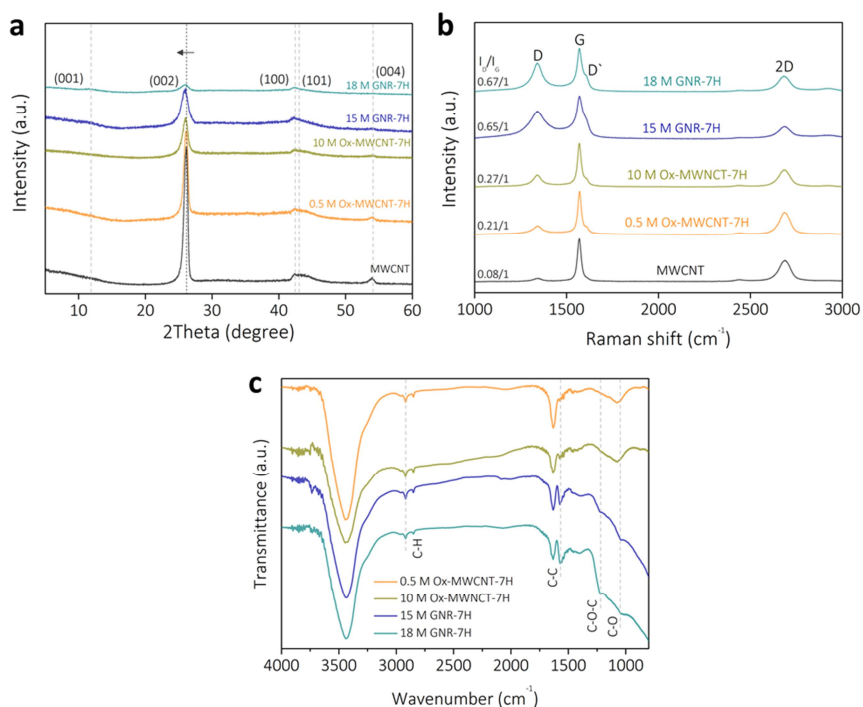 a
(001)
(002)
(100)
(101)
(004)
18 M GNR-7H
15 M GNR-7H
10 M Ox-MWCNT-7H
0.5 M Ox-MWCNT-7H
MWCNT
Intensity (a.u.)
10 20 30 40 50 60
2Theta (degree)
b
I_D/I_G
D
G
D`
2D
0.67/1
18 M GNR-7H
0.65/1
15 M GNR-7H
0.27/1
10 M Ox-MWNCT-7H
0.21/1
0.5 M Ox-MWCNT-7H
0.08/1
MWCNT
Intensity (a.u.)
1000 1500 2000 2500 3000
Raman shift (cm⁻¹)
c
Transmittance (a.u.)
C-H
C-C
C-O-C
C-O
0.5 M Ox-MWCNT-7H
10 M Ox-MWNCT-7H
15 M GNR-7H
18 M GNR-7H
4000 3500 3000 2500 2000 1500 1000
Wavenumber (cm⁻¹)